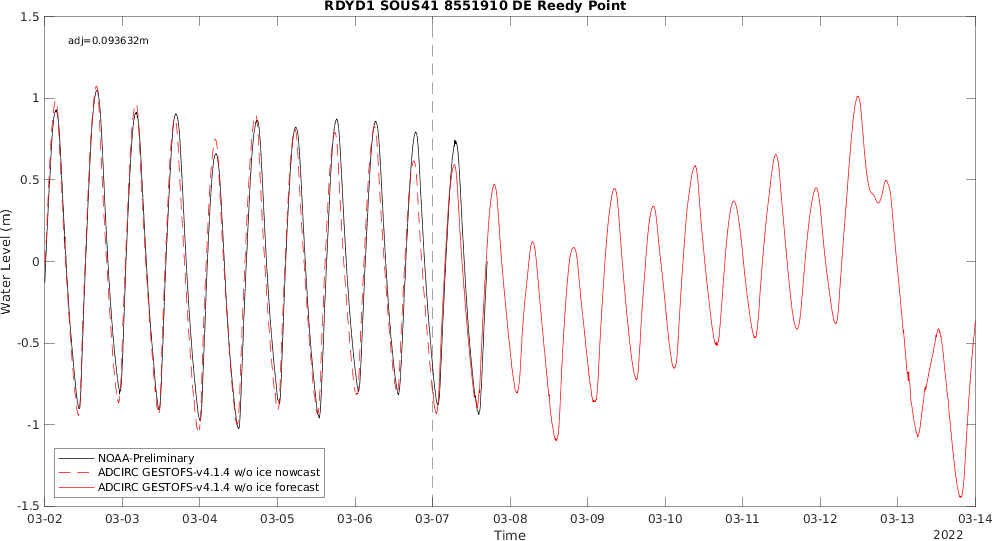 RDYD1 SOUS41 8551910 DE Reedy Point
adj=0.093632m
1.5
1
0.5
0
-0.5
-1
-1.5
Water Level (m)
NOAA-Preliminary
ADCIRC GESTOFS-v4.1.4 w/o ice nowcast
ADCIRC GESTOFS-v4.1.4 w/o ice forecast
03-02 03-03 03-04 03-05 03-06 03-07 03-08 03-09 03-10 03-11 03-12 03-13 03-14
Time
2022